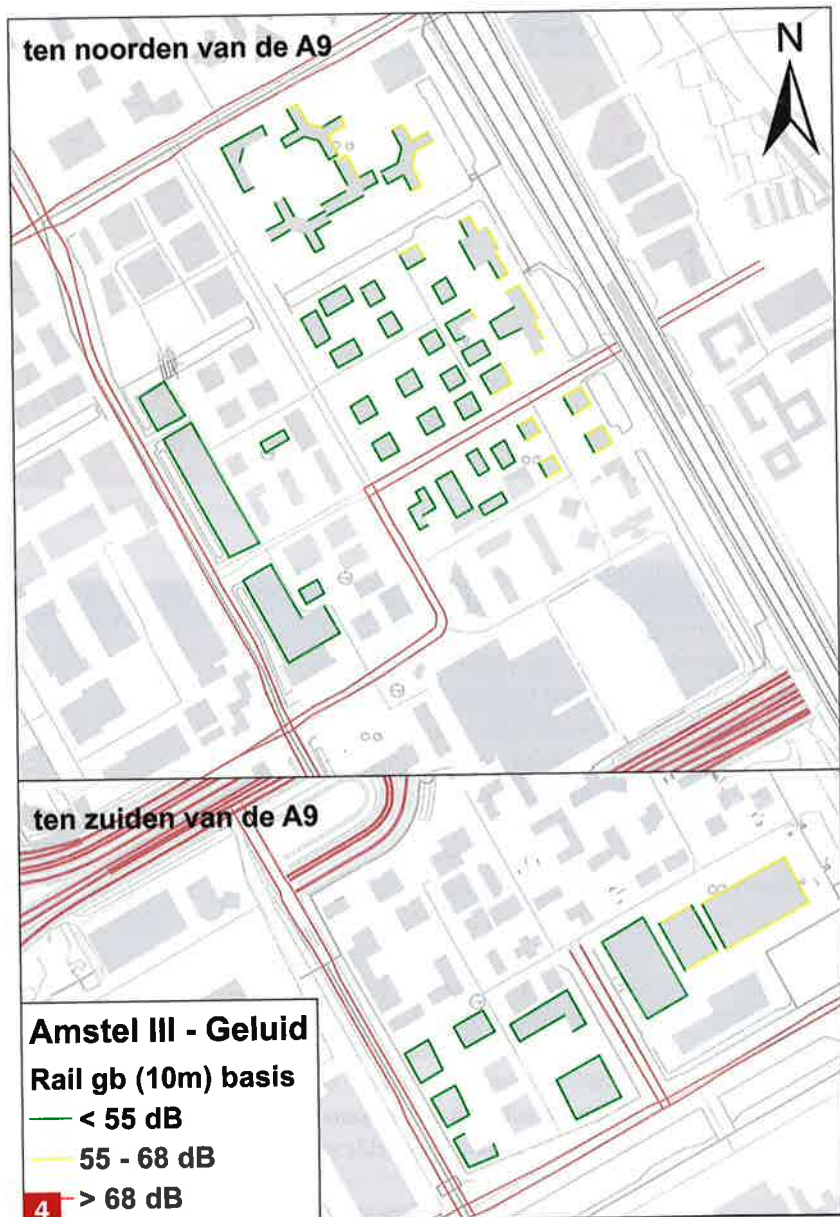 ten noorden van de A9
N
ten zuiden van de A9
Amstel III - Geluid
Rail gb (10m) basis
< 55 dB
55 - 68 dB
> 68 dB
4